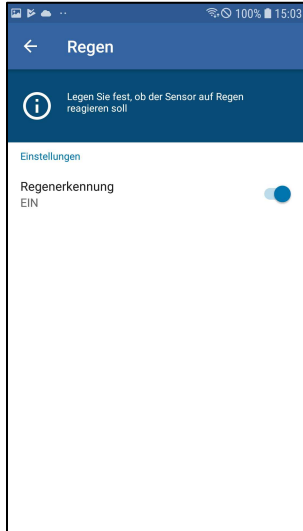 100% 15:03
Regen
Legen Sie fest, ob der Sensor auf Regen
reagieren soll
Einstellungen
Regenerkennung
EIN